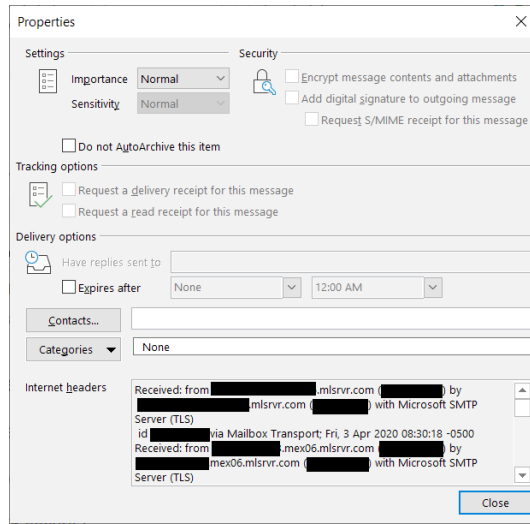 Properties
Settings
Security
Importance Normal
Sensitivity Normal
Encrypt message contents and attachments
Add digital signature to outgoing message
Request S/MIME receipt for this message
Do not AutoArchive this item
Tracking options
Request a delivery receipt for this message
Request a read receipt for this message
Delivery options
Have replies sent to
Expires after None 12:00 AM
Contacts...
Categories None
Internet headers
Received: from .mlsrvr.com ( ) by
.mlsrvr.com ( ) with Microsoft SMTP
Server (TLS)
id via Mailbox Transport; Fri, 3 Apr 2020 08:30:18 -0500
Received: from .mex06.mlsrvr.com ( ) by
mex06.mlsrvr.com ( ) with Microsoft SMTP
Server (TLS)
Close